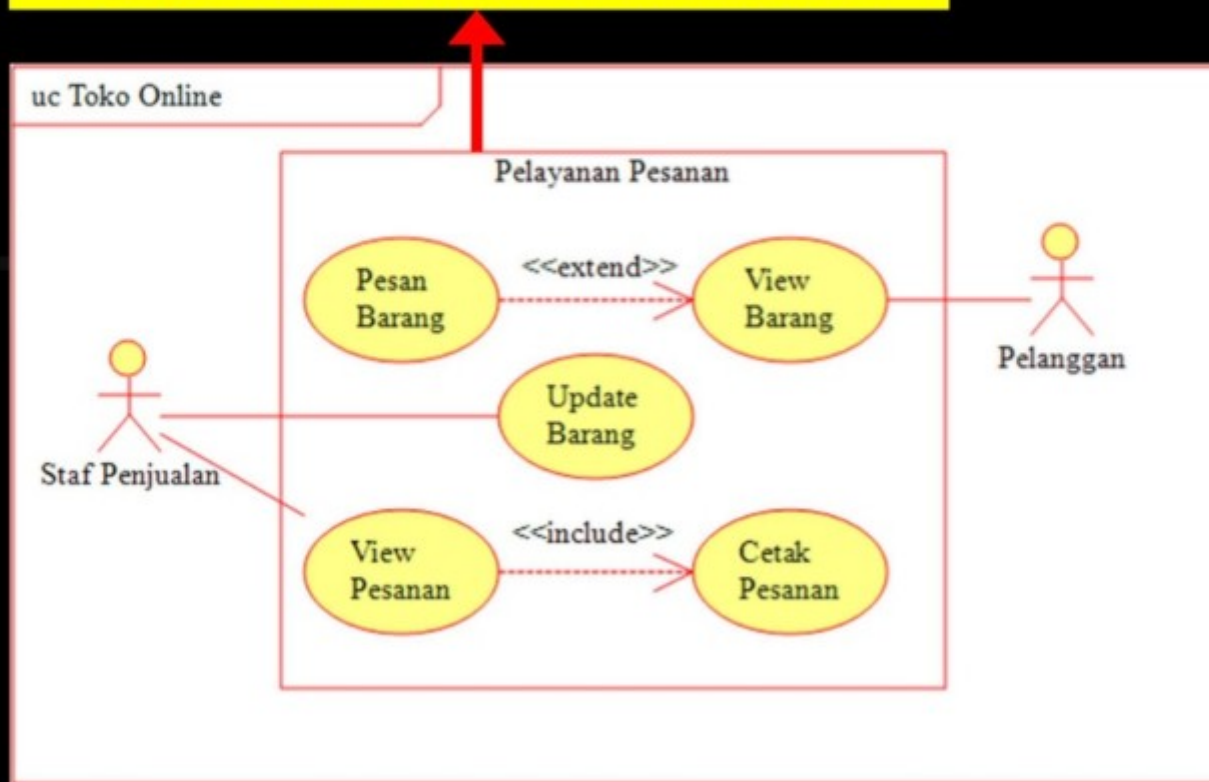 uc Toko Online
Pelayanan Pesanan
Pesan
Barang
<<extend>>
View
Barang
Pelanggan
Update
Barang
Staf Penjualan
View
Pesanan
<<include>>
Cetak
Pesanan